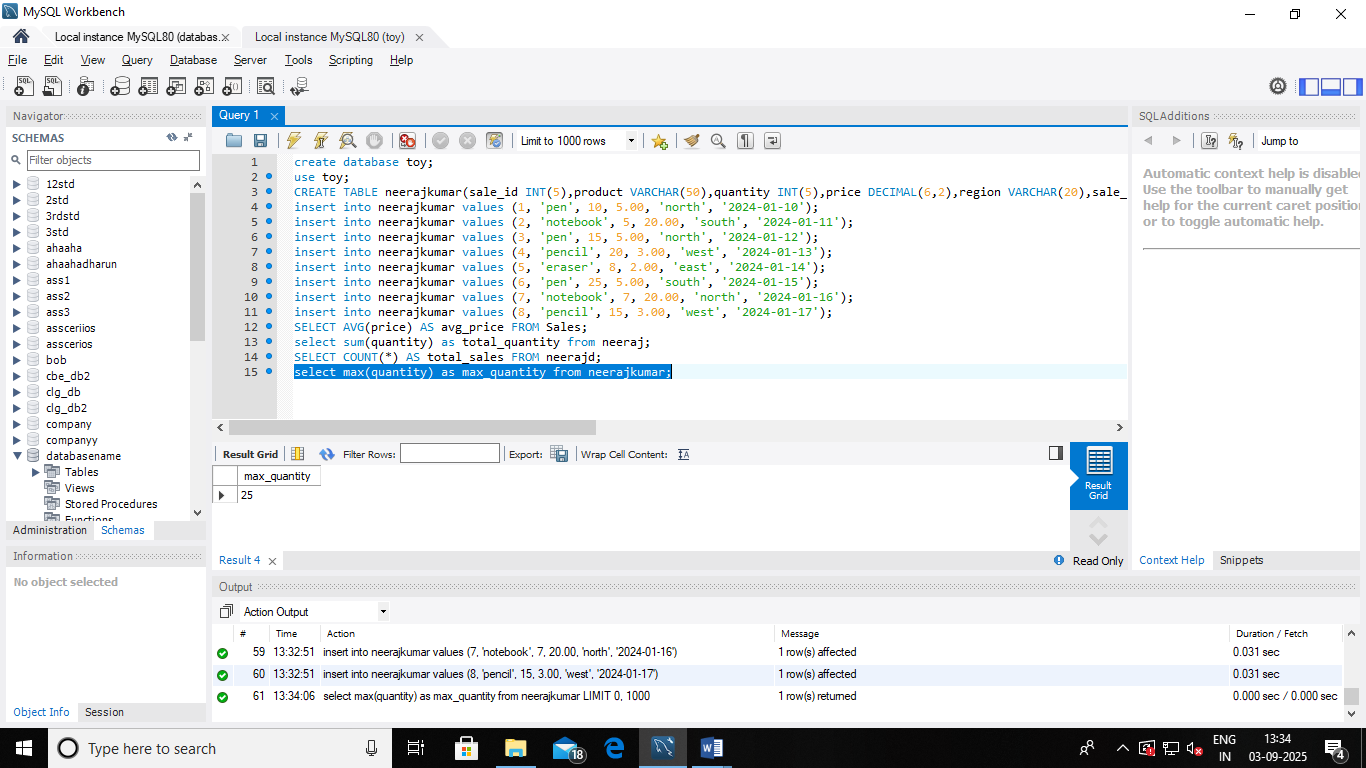 MySQL Workbench
Local instance MySQL80 (databas.. Local instance MySQL80 (toy)
File Edit View Query Database Server Tools Scripting Help
Navigator
SCHEMAS
Filter objects
12std
2std
3rdstd
3std
ahaaha
ahaahadharun
ass1
ass2
ass3
assceriios
asscerios
bob
cbe_db2
clg_db
clg_db2
company
companyy
databasename
Tables
Views
Stored Procedures
Functions
Administration Schemas
Information
No object selected
Object Info Session
Query 1
Limit to 1000 rows
1 create database toy;
2 use toy;
3 CREATE TABLE neerajkumar(sale_id INT(5),product VARCHAR(50),quantity INT(5),price DECIMAL(6,2),region VARCHAR(20),sale_
4 insert into neerajkumar values (1, 'pen', 10, 5.00, 'north', '2024-01-10');
5 insert into neerajkumar values (2, 'notebook', 5, 20.00, 'south', '2024-01-11');
6 insert into neerajkumar values (3, 'pen', 15, 5.00, 'north', '2024-01-12');
7 insert into neerajkumar values (4, 'pencil', 20, 3.00, 'west', '2024-01-13');
8 insert into neerajkumar values (5, 'eraser', 8, 2.00, 'east', '2024-01-14');
9 insert into neerajkumar values (6, 'pen', 25, 5.00, 'south', '2024-01-15');
10 insert into neerajkumar values (7, 'notebook', 7, 20.00, 'north', '2024-01-16');
11 insert into neerajkumar values (8, 'pencil', 15, 3.00, 'west', '2024-01-17');
12 SELECT AVG(price) AS avg_price FROM Sales;
13 select sum(quantity) as total_quantity from neeraj;
14 SELECT COUNT(*) AS total_sales FROM neerajd;
15 select max(quantity) as max_quantity from neerajkumar;
Result Grid Filter Rows: Export: Wrap Cell Content:
max_quantity
25
Result Grid
Result 4 Read Only
SQLAdditions
Jump to
Automatic context help is disable
Use the toolbar to manually get
help for the current caret position
or to toggle automatic help.
Context Help Snippets
Output
Action Output
# Time Action Message Duration / Fetch
59 13:32:51 insert into neerajkumar values (7, 'notebook', 7, 20.00, 'north', '2024-01-16') 1 row(s) affected 0.031 sec
60 13:32:51 insert into neerajkumar values (8, 'pencil', 15, 3.00, 'west', '2024-01-17') 1 row(s) affected 0.031 sec
61 13:34:06 select max(quantity) as max_quantity from neerajkumar LIMIT 0, 1000 1 row(s) returned 0.000 sec / 0.000 sec
Type here to search
18
ENG
IN
13:34
03-09-2025
4